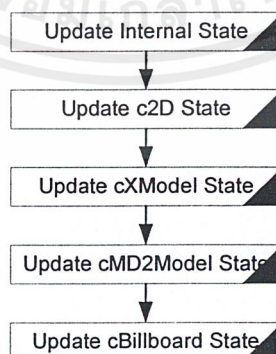 Update Internal State
Update c2D State
Update cXModel State
Update cMD2Model State
Update cBillboard State